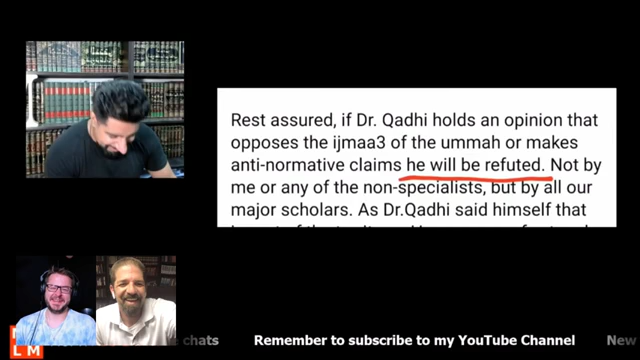 Rest assured, if Dr. Qadhi holds an opinion that
opposes the ijmaa3 of the ummah or makes
anti-normative claims he will be refuted. Not by
me or any of the non-specialists, but by all our
major scholars. As Dr.Qadhi said himself that
L M
chats
Remember to subscribe to my YouTube Channel
New